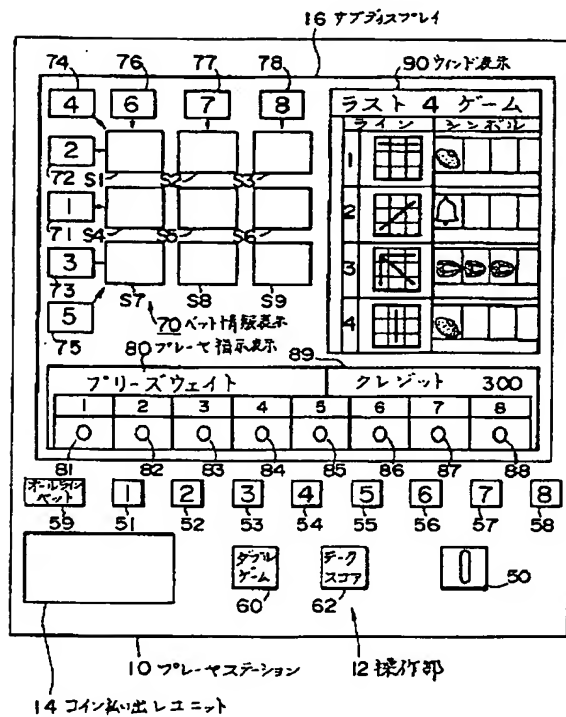 16 サブディスプレイ
74 76 77 78
90 ウィンド表示
4 6 7 8
ラスト 4 ゲーム
ライン シンボル
2
1
72 S1 S2 S3
1
2
71 S4 S5 S6
3
3
73 S7 S8 S9
5
4
75
70 ベット情報表示
80 プレーヤ指示表示
89
プリーズウェイト クレジット 300
1 2 3 4 5 6 7 8
81 82 83 84 85 86 87 88
オールライン
ベット
1 2 3 4 5 6 7 8
59 51 52 53 54 55 56 57 58
ダブル
ゲーム
テーク
スコア
60 62 50
10 プレーヤステーション
12 操作部
14 コイン払い出しユニット